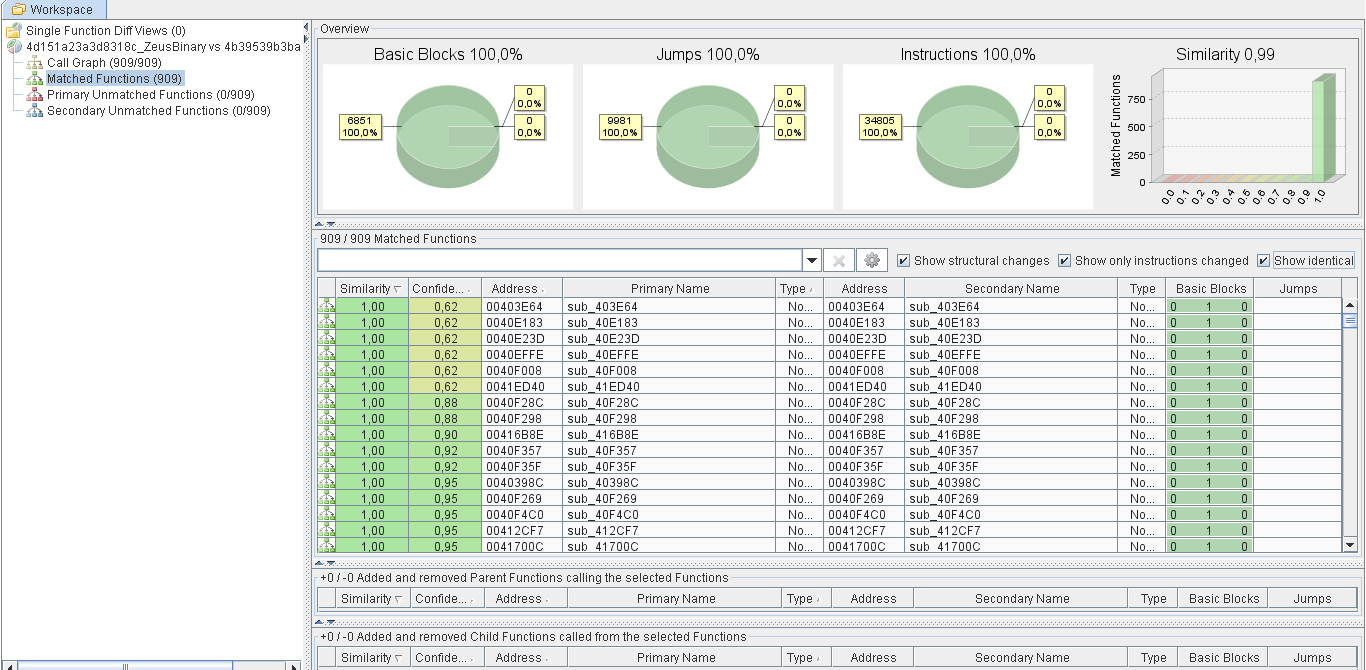 Workspace
Single Function Diff Views (0)
4d151a23a3d8318c_ZeusBinary vs 4b39539b3ba
Call Graph (909/909)
Matched Functions (909)
Primary Unmatched Functions (0/909)
Secondary Unmatched Functions (0/909)
Overview
Basic Blocks 100,0%
6851
100,0%
0
0,0%
0
0,0%
Jumps 100,0%
9981
100,0%
0
0,0%
0
0,0%
Instructions 100,0%
34805
100,0%
0
0,0%
0
0,0%
Similarity 0,99
Matched Functions
750
500
250
0
0.0 0.1 0.2 0.3 0.4 0.5 0.6 0.7 0.8 0.9 1.0
909 / 909 Matched Functions
Show structural changes Show only instructions changed Show identical
Similarity Confide... Address Primary Name Type Address Secondary Name Type Basic Blocks Jumps
1,00 0,62 00403E64 sub_403E64 No... 00403E64 sub_403E64 No... 0 1 0
1,00 0,62 0040E183 sub_40E183 No... 0040E183 sub_40E183 No... 0 1 0
1,00 0,62 0040E23D sub_40E23D No... 0040E23D sub_40E23D No... 0 1 0
1,00 0,62 0040EFFE sub_40EFFE No... 0040EFFE sub_40EFFE No... 0 1 0
1,00 0,62 0040F008 sub_40F008 No... 0040F008 sub_40F008 No... 0 1 0
1,00 0,62 0041ED40 sub_41ED40 No... 0041ED40 sub_41ED40 No... 0 1 0
1,00 0,88 0040F28C sub_40F28C No... 0040F28C sub_40F28C No... 0 1 0
1,00 0,88 0040F298 sub_40F298 No... 0040F298 sub_40F298 No... 0 1 0
1,00 0,90 00416B8E sub_416B8E No... 00416B8E sub_416B8E No... 0 1 0
1,00 0,92 0040F357 sub_40F357 No... 0040F357 sub_40F357 No... 0 1 0
1,00 0,92 0040F35F sub_40F35F No... 0040F35F sub_40F35F No... 0 1 0
1,00 0,95 0040398C sub_40398C No... 0040398C sub_40398C No... 0 1 0
1,00 0,95 0040F269 sub_40F269 No... 0040F269 sub_40F269 No... 0 1 0
1,00 0,95 0040F4C0 sub_40F4C0 No... 0040F4C0 sub_40F4C0 No... 0 1 0
1,00 0,95 00412CF7 sub_412CF7 No... 00412CF7 sub_412CF7 No... 0 1 0
1,00 0,95 0041700C sub_41700C No... 0041700C sub_41700C No... 0 1 0
+0 / -0 Added and removed Parent Functions calling the selected Functions
Similarity Confide... Address Primary Name Type Address Secondary Name Type Basic Blocks Jumps
+0 / -0 Added and removed Child Functions called from the selected Functions
Similarity Confide... Address Primary Name Type Address Secondary Name Type Basic Blocks Jumps